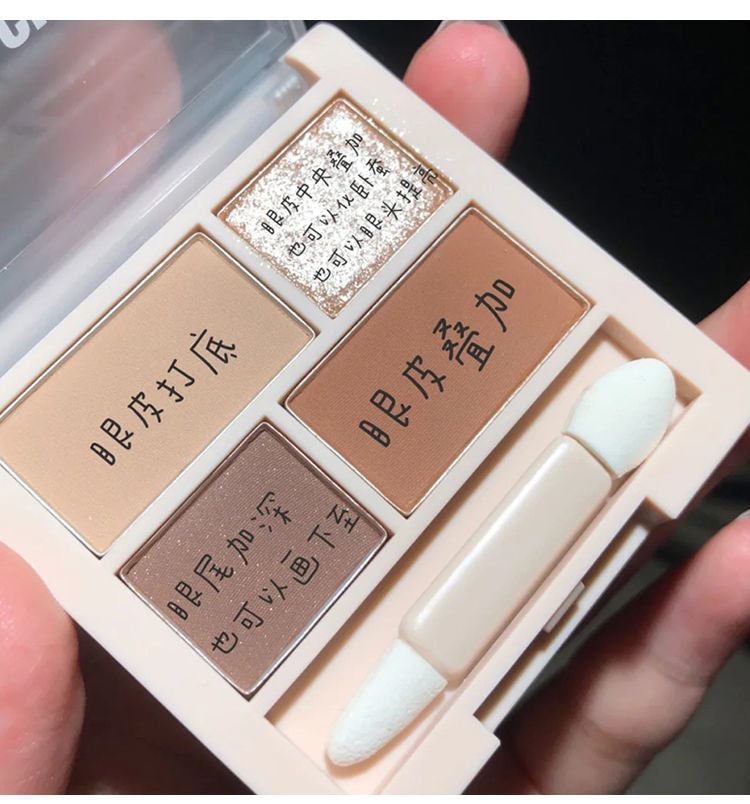 眼皮中央叠加
也可以化卧蚕
也可以眼头提亮
眼皮打底
眼皮叠加
眼尾加深
也可以画下至